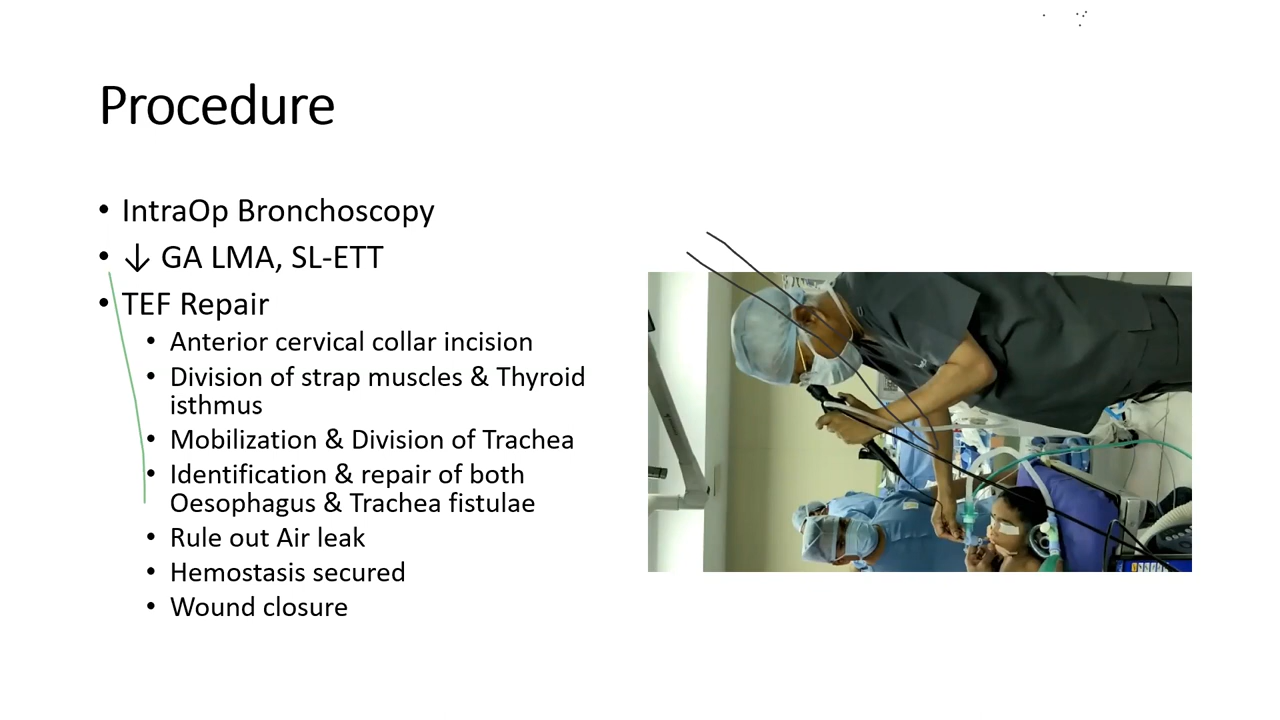 Procedure
• IntraOp Bronchoscopy
• ↓ GA LMA, SL-ETT
• TEF Repair
• Anterior cervical collar incision
• Division of strap muscles & Thyroid
isthmus
• Mobilization & Division of Trachea
• Identification & repair of both
Oesophagus & Trachea fistulae
• Rule out Air leak
• Hemostasis secured
• Wound closure